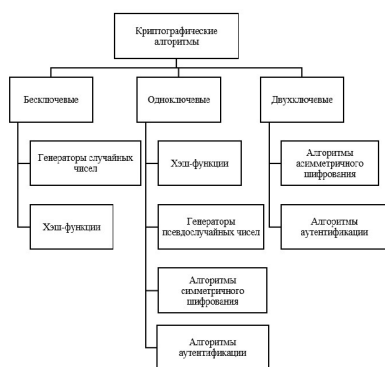 Криптографические
алгоритмы
Бесключевые
Одноключевые
Двухключевые
Генераторы случайных
чисел
Хэш-функции
Хэш-функции
Генераторы
псевдослучайных чисел
Алгоритмы
симметричного
шифрования
Алгоритмы
аутентификации
Алгоритмы
асимметричного
шифрования
Алгоритмы
аутентификации